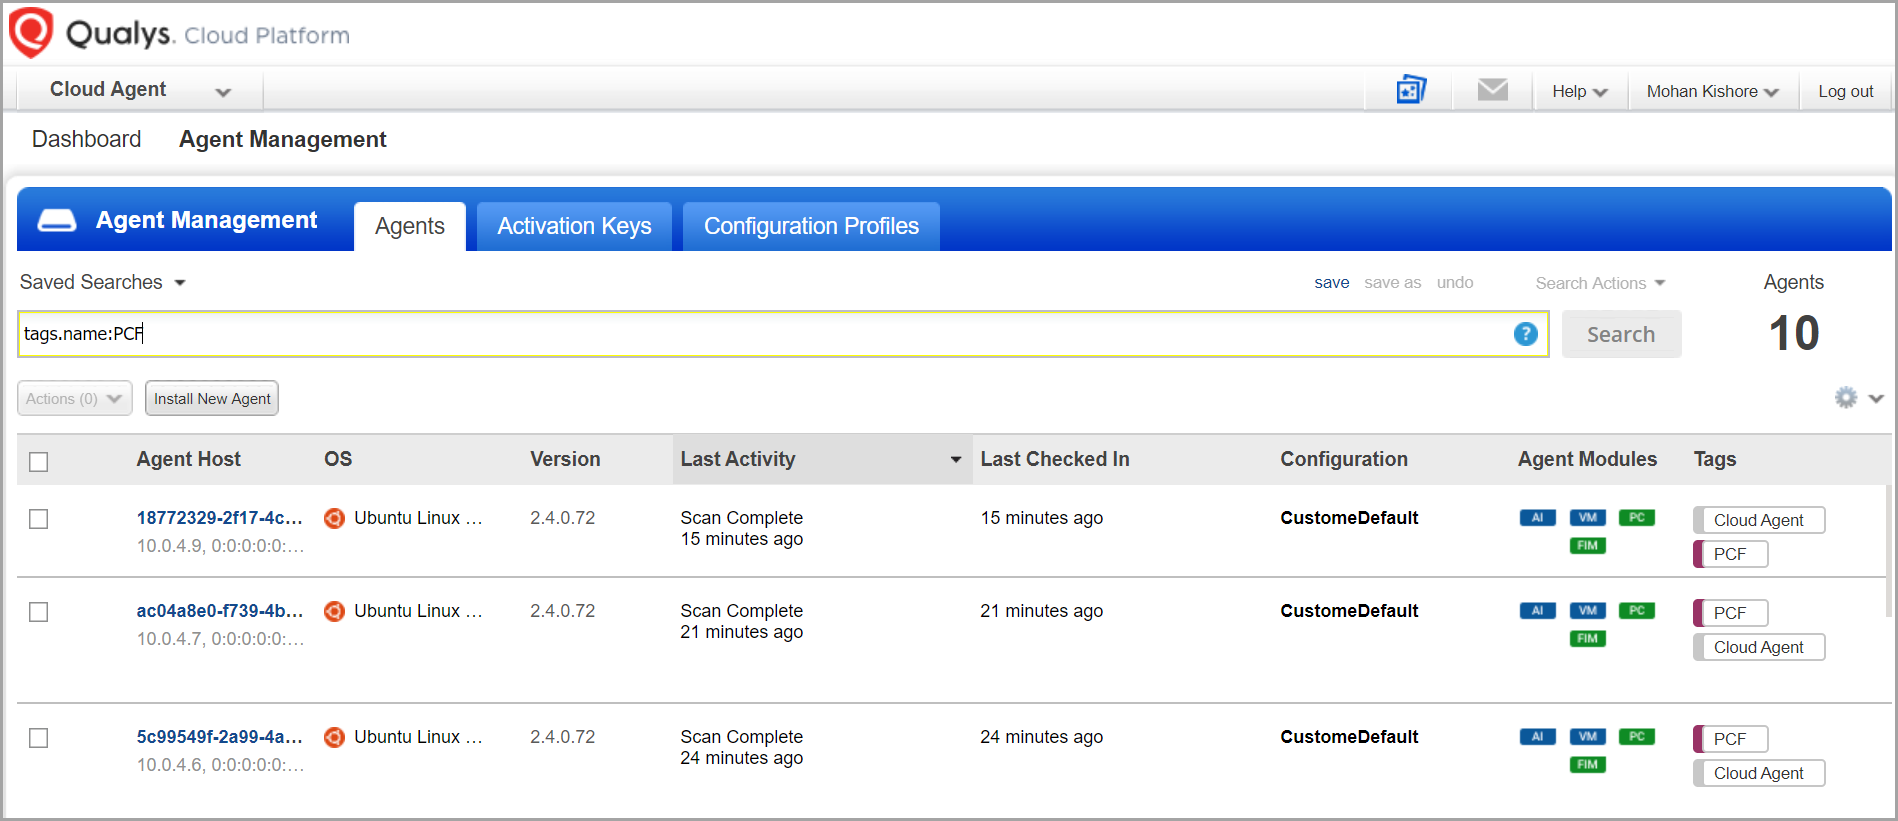 Qualys. Cloud Platform
Cloud Agent Help Mohan Kishore Log out
Dashboard Agent Management
Agent Management Agents Activation Keys Configuration Profiles
Saved Searches save save as undo Search Actions Agents
tags.name:PCF ? Search 10
Actions (0) Install New Agent
Agent Host OS Version Last Activity Last Checked In Configuration Agent Modules Tags
18772329-2f17-4c... Ubuntu Linux ... 2.4.0.72 Scan Complete 15 minutes ago CustomeDefault AI VM PC Cloud Agent
10.0.4.9, 0:0:0:0:0:... 15 minutes ago FIM PCF
ac04a8e0-f739-4b... Ubuntu Linux ... 2.4.0.72 Scan Complete 21 minutes ago CustomeDefault AI VM PC PCF
10.0.4.7, 0:0:0:0:0:... 21 minutes ago FIM Cloud Agent
5c99549f-2a99-4a... Ubuntu Linux ... 2.4.0.72 Scan Complete 24 minutes ago CustomeDefault AI VM PC PCF
10.0.4.6, 0:0:0:0:0:... 24 minutes ago FIM Cloud Agent